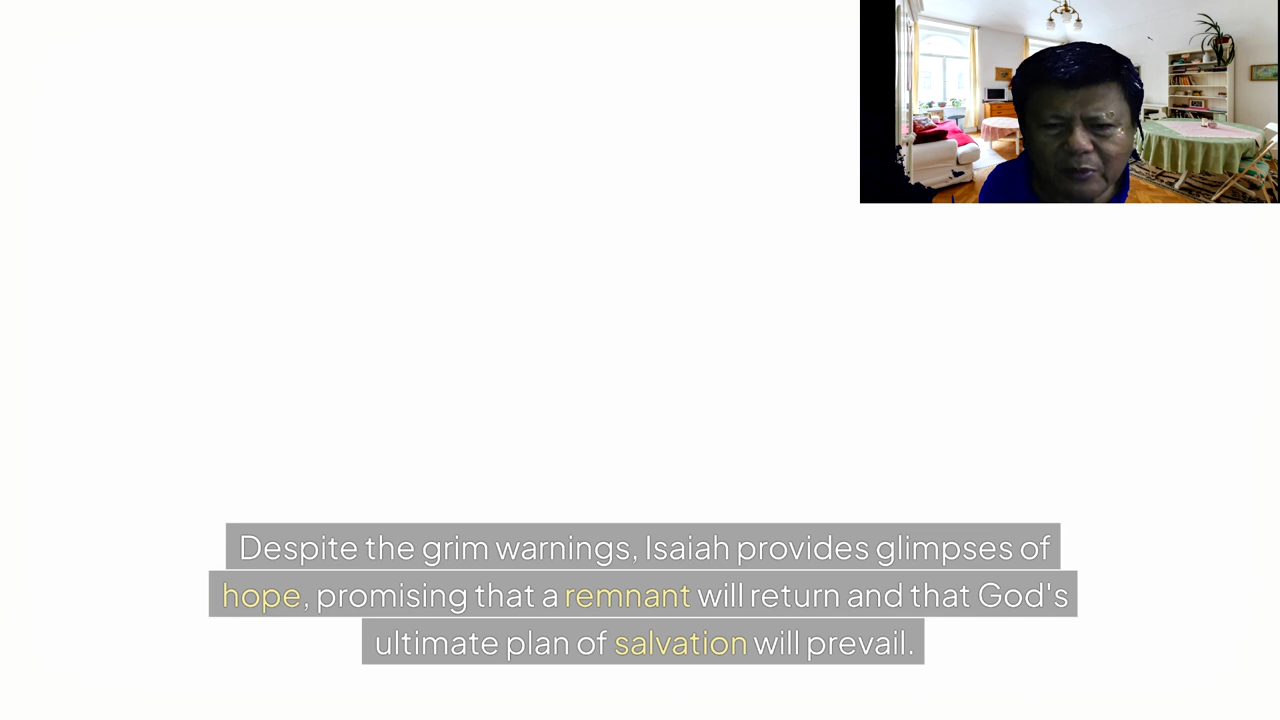 Despite the grim warnings, Isaiah provides glimpses of
hope, promising that a remnant will return and that God's
ultimate plan of salvation will prevail.